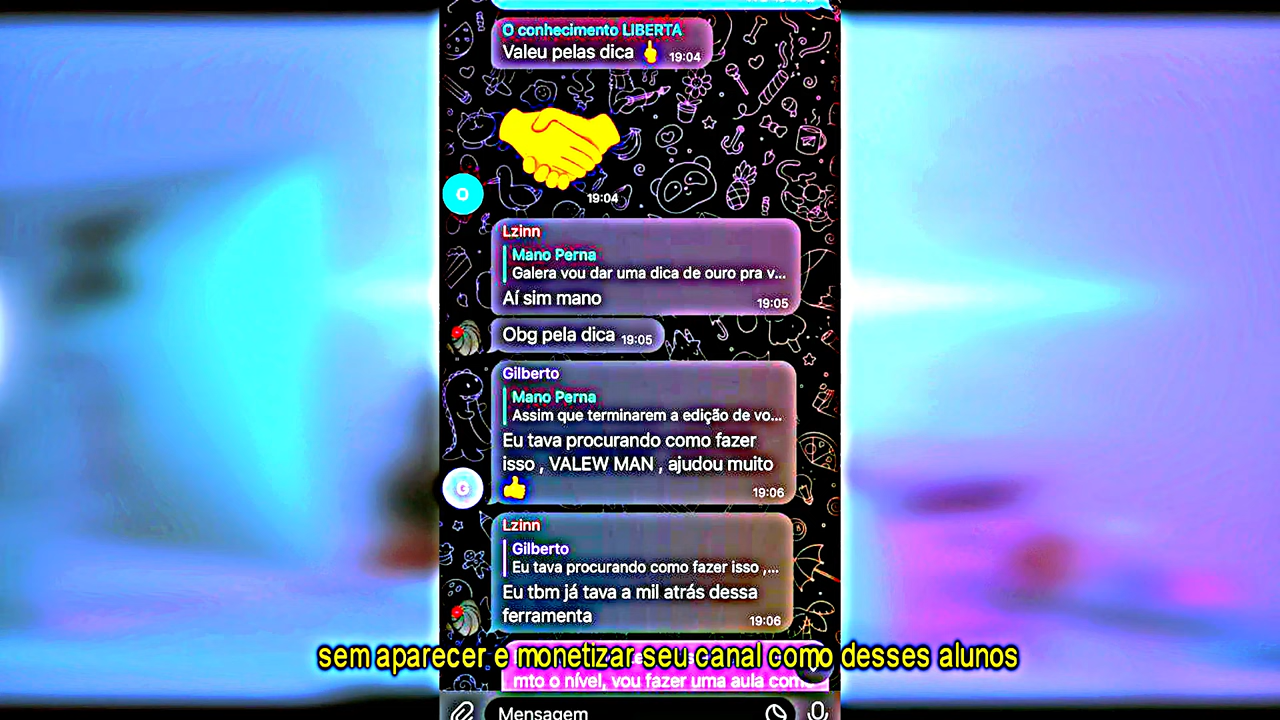 O conhecimento LIBERTA
Valeu pelas dica 19:04
19:04
O
Lzinn
Mano Perna
Galera vou dar uma dica de ouro pra v...
Aí sim mano 19:05
Obg pela dica 19:05
Gilberto
Mano Perna
Assim que terminarem a edição de vo...
Eu tava procurando como fazer
isso , VALEW MAN , ajudou muito
G 19:06
Lzinn
Gilberto
Eu tava procurando como fazer isso ,...
Eu tbm já tava a mil atrás dessa
ferramenta 19:06
sem aparecer e monetizar seu canal como desses alunos
mto o nível, vou fazer uma aula com
Mensagem